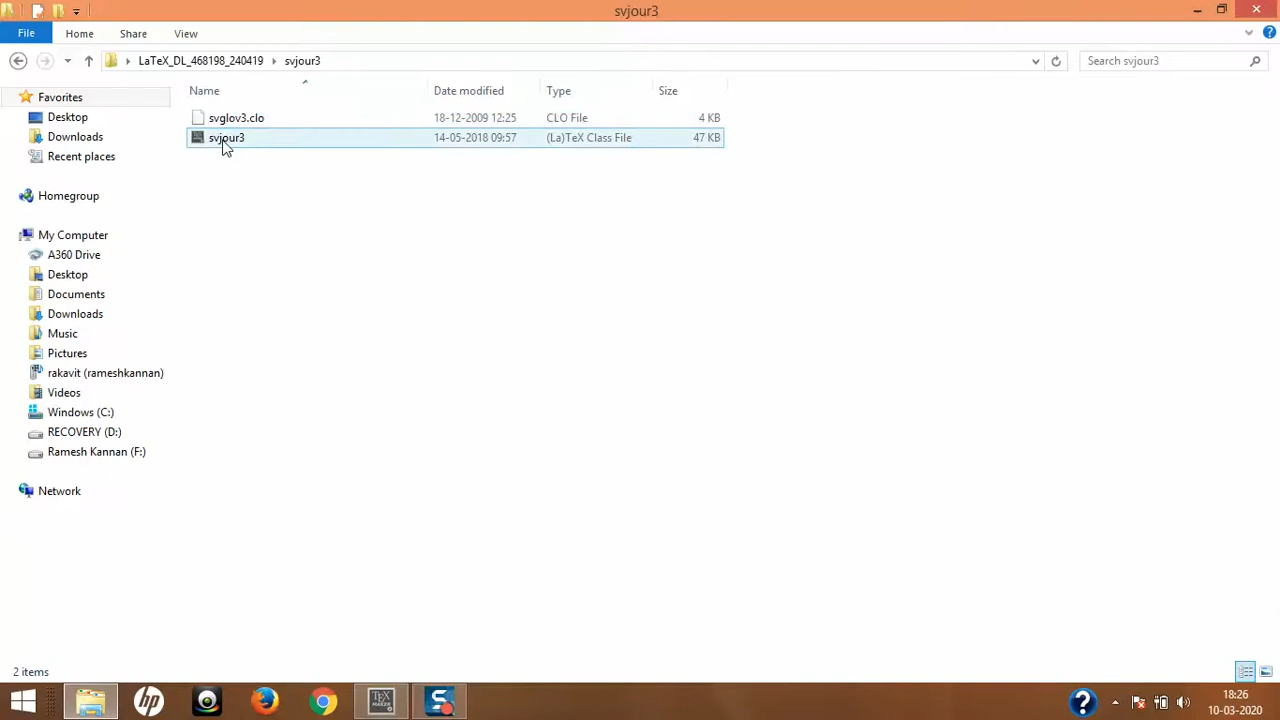 svjour3
File Home Share View
LaTeX_DL_468198_240419 svjour3 Search svjour3
Name Date modified Type Size
Favorites
svglov3.clo 18-12-2009 12:25 CLO File 4 KB
Desktop
svjour3 14-05-2018 09:57 (La)TeX Class File 47 KB
Downloads
Recent places
Homegroup
My Computer
A360 Drive
Desktop
Documents
Downloads
Music
Pictures
rakavit (rameshkannan)
Videos
Windows (C:)
RECOVERY (D:)
Ramesh Kannan (F:)
Network
2 items
hp TEX MAKER S ? 18:26
10-03-2020